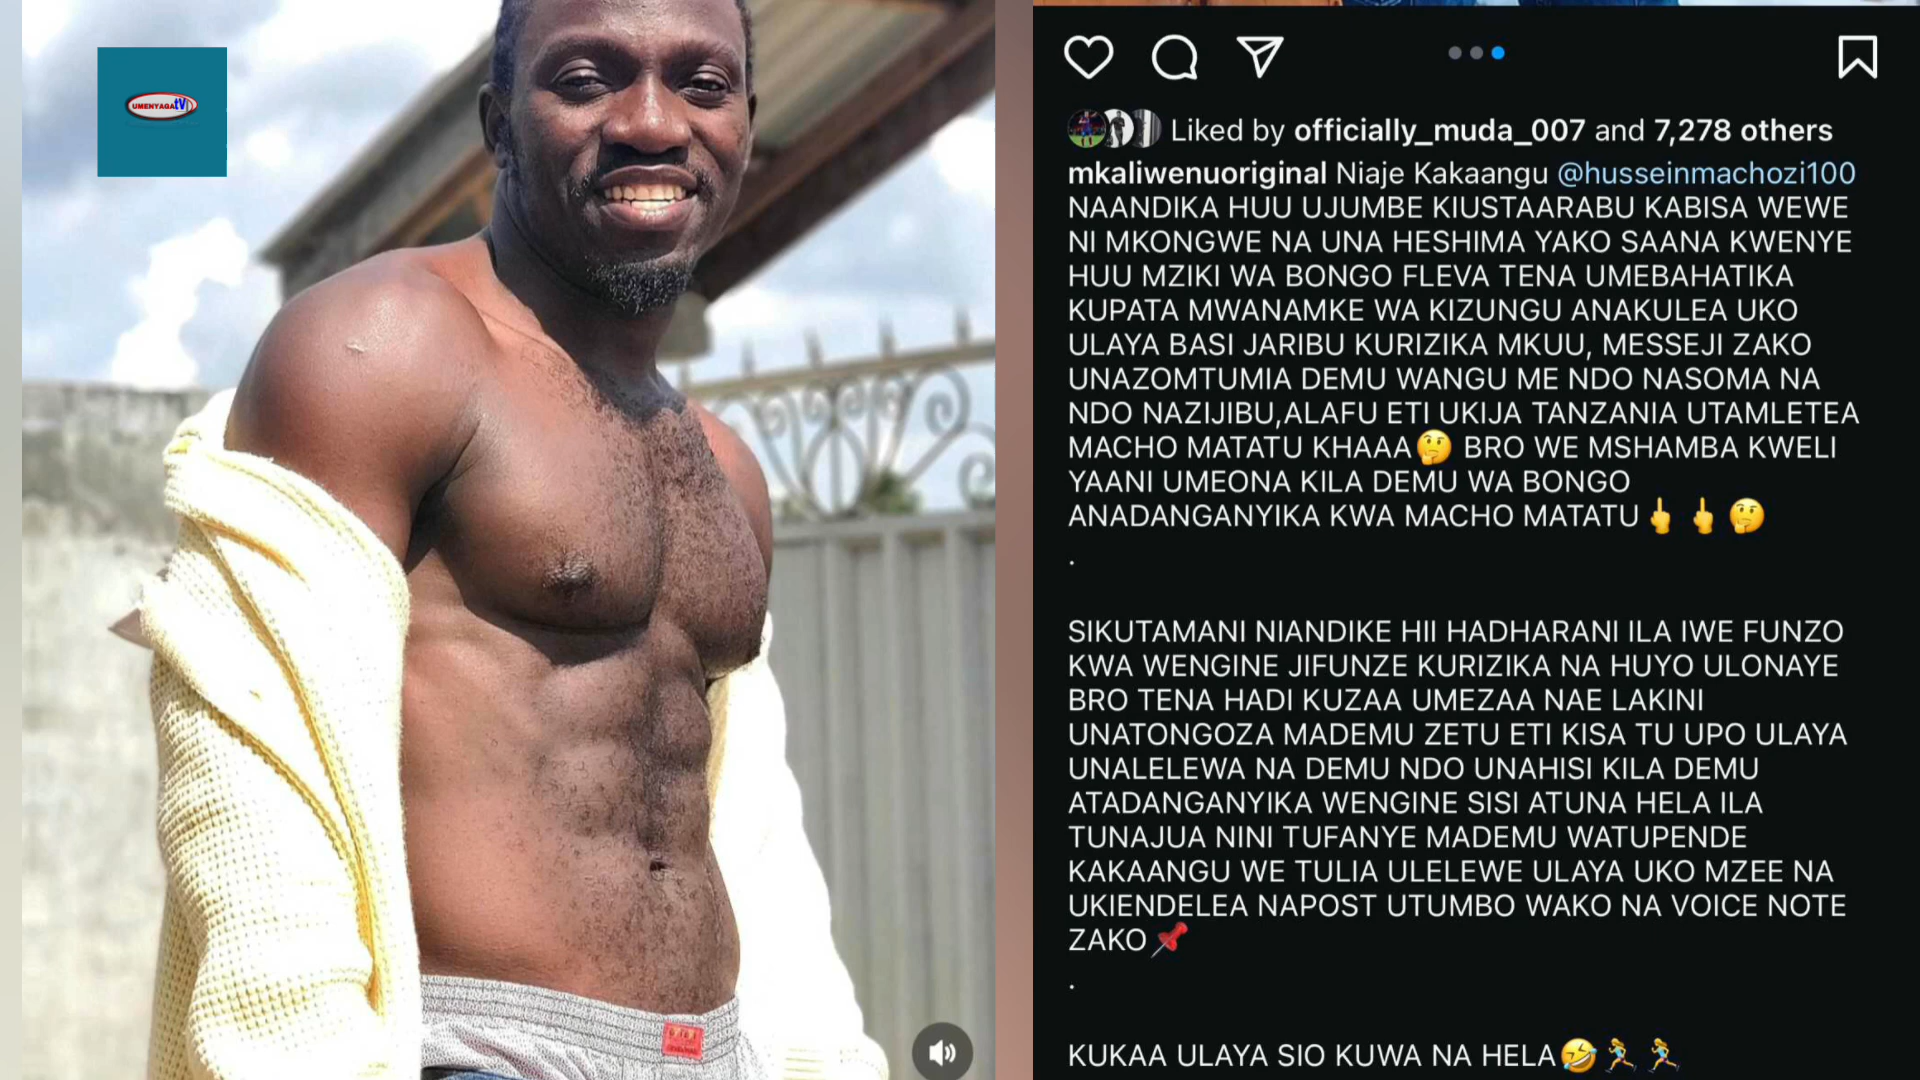 UMENYAGAtV
Liked by officially_muda_007 and 7,278 others
mkaliwenuoriginal Niaje Kakaangu @husseinmachozi100
NAANDIKA HUU UJUMBE KIUSTAARABU KABISA WEWE
NI MKONGWE NA UNA HESHIMA YAKO SAANA KWENYE
HUU MZIKI WA BONGO FLEVA TENA UMEBAHATIKA
KUPATA MWANAMKE WA KIZUNGU ANAKULEA UKO
ULAYA BASI JARIBU KURIZIKA MKUU, MESSEJI ZAKO
UNAZOMTUMIA DEMU WANGU ME NDO NASOMA NA
NDO NAZIJIBU,ALAFU ETI UKIJA TANZANIA UTAMLETEA
MACHO MATATU KHAAA🤔 BRO WE MSHAMBA KWELI
YAANI UMEONA KILA DEMU WA BONGO
ANADANGANYIKA KWA MACHO MATATU🖕🖕🤔
.
SIKUTAMANI NIANDIKE HII HADHARANI ILA IWE FUNZO
KWA WENGINE JIFUNZE KURIZIKA NA HUYO ULONAYE
BRO TENA HADI KUZAA UMEZAA NAE LAKINI
UNATONGOZA MADEMU ZETU ETI KISA TU UPO ULAYA
UNALELEWA NA DEMU NDO UNAHISI KILA DEMU
ATADANGANYIKA WENGINE SISI ATUNA HELA ILA
TUNAJUA NINI TUFANYE MADEMU WATUPENDE
KAKAANGU WE TULIA ULELEWE ULAYA UKO MZEE NA
UKIENDELEA NAPOST UTUMBO WAKO NA VOICE NOTE
ZAKO📌
.
KUKAA ULAYA SIO KUWA NA HELA🤣🏃🏃